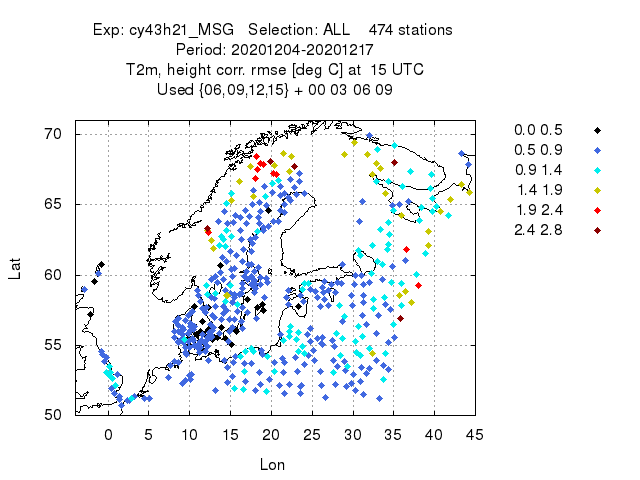 Exp: cy43h21_MSG Selection: ALL 474 stations
Period: 20201204-20201217
T2m, height corr. rmse [deg C] at 15 UTC
Used {06,09,12,15} + 00 03 06 09
70
65
60
55
50
Lat
0 5 10 15 20 25 30 35 40 45
Lon
0.0 0.5
0.5 0.9
0.9 1.4
1.4 1.9
1.9 2.4
2.4 2.8